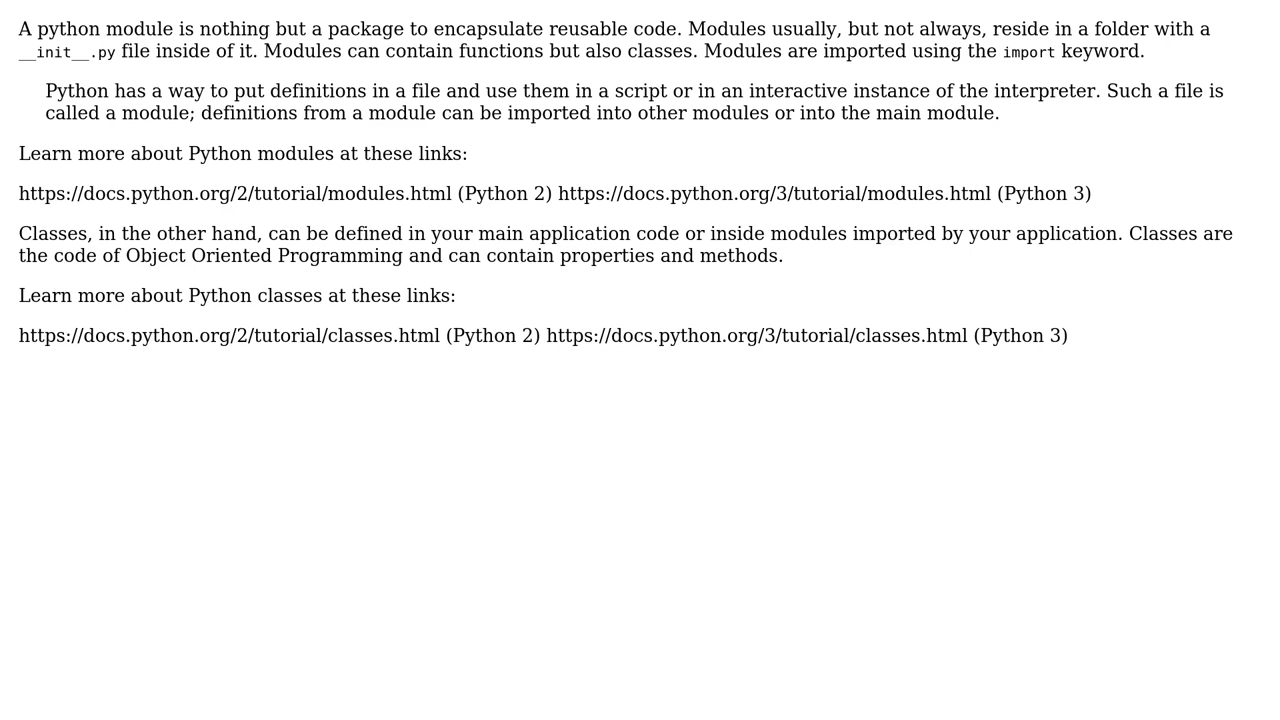 A python module is nothing but a package to encapsulate reusable code. Modules usually, but not always, reside in a folder with a
__init__.py file inside of it. Modules can contain functions but also classes. Modules are imported using the import keyword.
Python has a way to put definitions in a file and use them in a script or in an interactive instance of the interpreter. Such a file is
called a module; definitions from a module can be imported into other modules or into the main module.
Learn more about Python modules at these links:
https://docs.python.org/2/tutorial/modules.html (Python 2) https://docs.python.org/3/tutorial/modules.html (Python 3)
Classes, in the other hand, can be defined in your main application code or inside modules imported by your application. Classes are
the code of Object Oriented Programming and can contain properties and methods.
Learn more about Python classes at these links:
https://docs.python.org/2/tutorial/classes.html (Python 2) https://docs.python.org/3/tutorial/classes.html (Python 3)